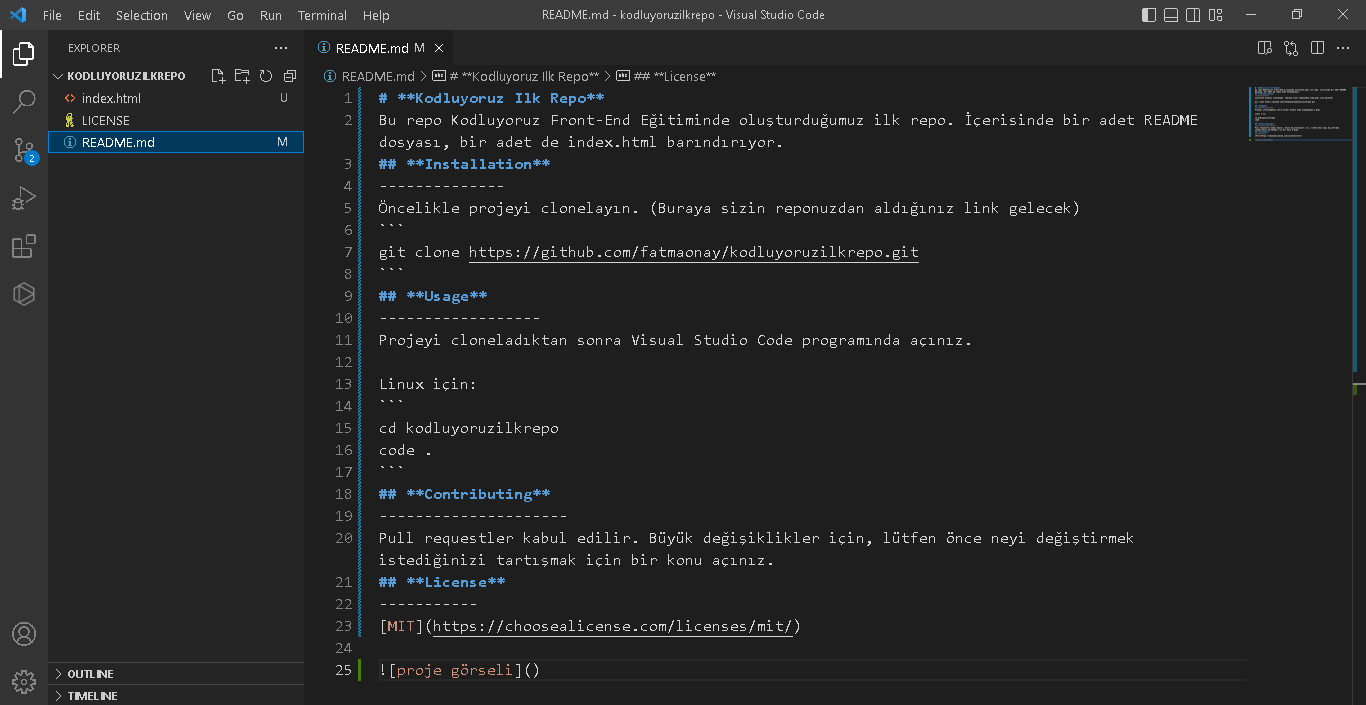 File Edit Selection View Go Run Terminal Help
README.md - kodluyoruzilkrepo - Visual Studio Code
EXPLORER
KODLUYORUZILKREPO
index.html U
LICENSE
README.md M
2
OUTLINE
TIMELINE
README.md M
README.md > # **Kodluyoruz Ilk Repo** > ## **License**
1 # **Kodluyoruz Ilk Repo**
2 Bu repo Kodluyoruz Front-End Eğitiminde oluşturduğumuz ilk repo. İçerisinde bir adet README
dosyası, bir adet de index.html barındırıyor.
3 ## **Installation**
4 --------------
5 Öncelikle projeyi clonelayın. (Buraya sizin reponuzdan aldığınız link gelecek)
6 ```
7 git clone https://github.com/fatmaonay/kodluyoruzilkrepo.git
8 ```
9 ## **Usage**
10 ------------------
11 Projeyi cloneladıktan sonra Visual Studio Code programında açınız.
12
13 Linux için:
14 ```
15 cd kodluyoruzilkrepo
16 code .
17 ```
18 ## **Contributing**
19 ---------------------
20 Pull requestler kabul edilir. Büyük değişiklikler için, lütfen önce neyi değiştirmek
istediğinizi tartışmak için bir konu açınız.
21 ## **License**
22 -----------
23 [MIT](https://choosealicense.com/licenses/mit/)
24
25 ![proje görseli]()